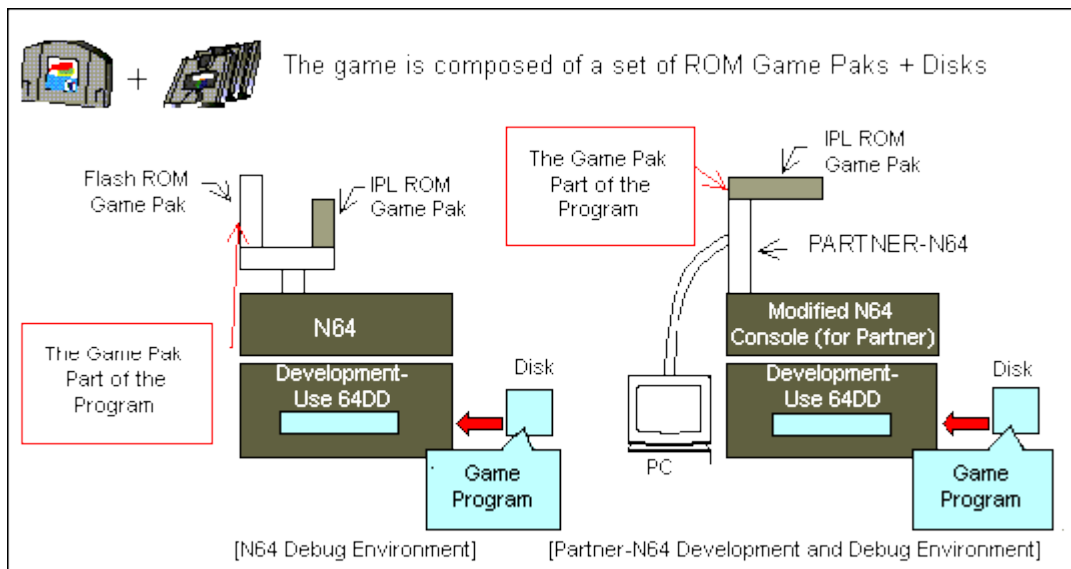 The game is composed of a set of ROM Game Paks + Disks
+
Flash ROM
Game Pak
IPL ROM
Game Pak
N64
The Game Pak
Part of the
Program
Development-
Use 64DD
Disk
Game
Program
[N64 Debug Environment]
The Game Pak
Part of the
Program
IPL ROM
Game Pak
PARTNER-N64
Modified N64
Console (for Partner)
Development-
Use 64DD
Disk
PC
Game
Program
[Partner-N64 Development and Debug Environment]